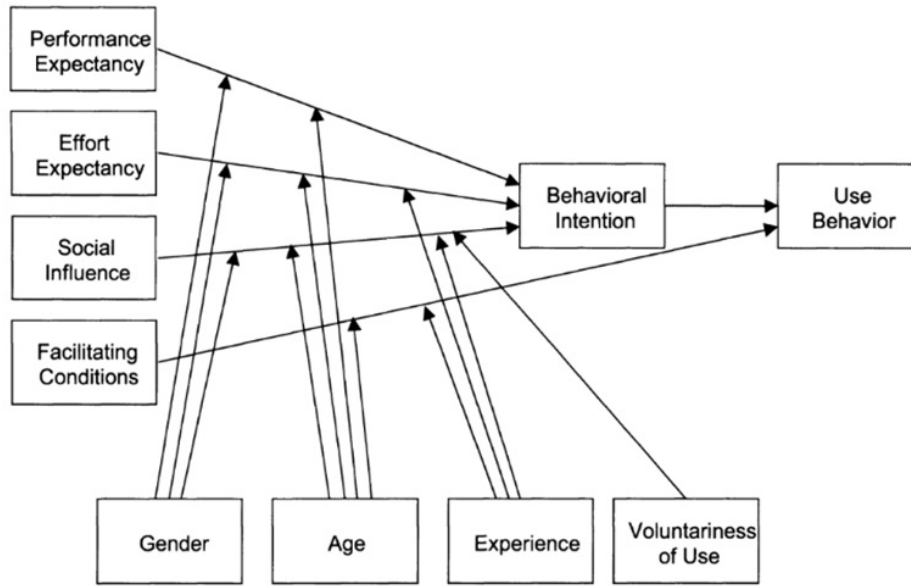 Performance
Expectancy
Effort
Expectancy
Social
Influence
Facilitating
Conditions
Behavioral
Intention
Use
Behavior
Gender
Age
Experience
Voluntariness
of Use